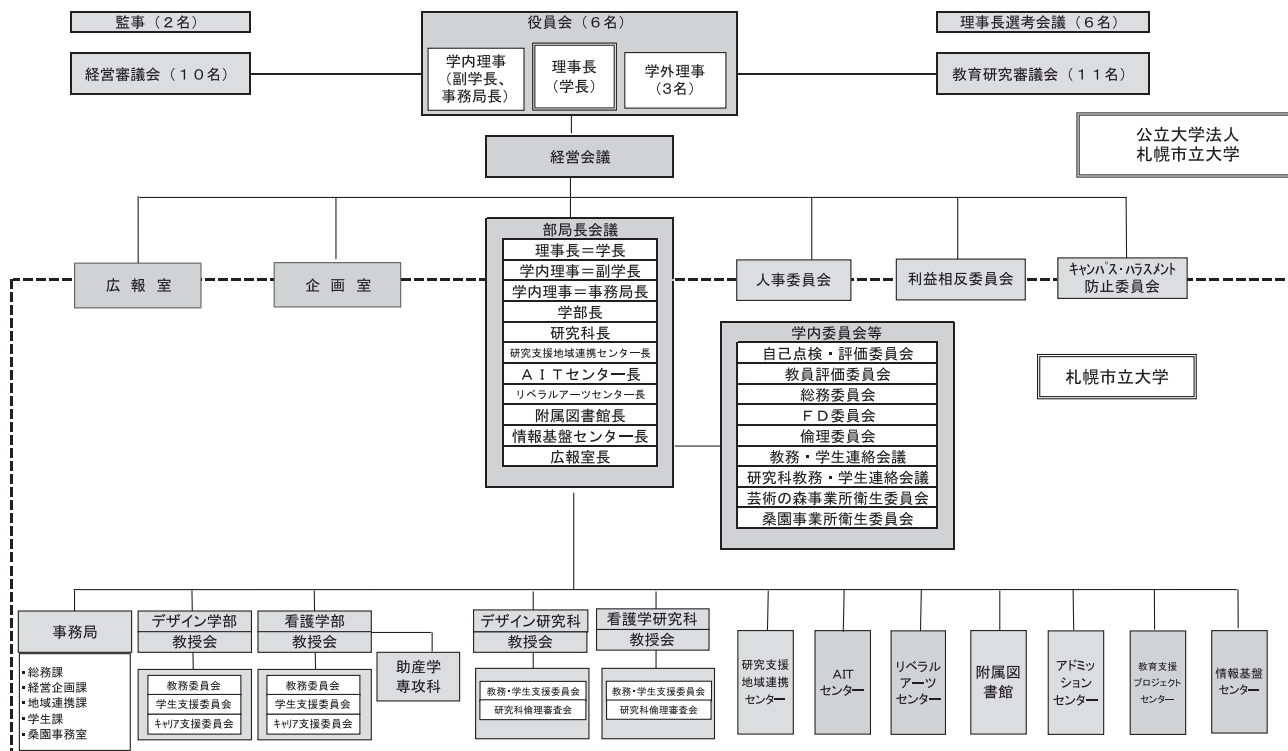 監事（２名）
役員会（６名）
理事長選考会議（６名）
経営審議会（１０名）
学内理事
（副学長、
事務局長）
理事長
（学長）
学外理事
（3名）
教育研究審議会（１１名）
公立大学法人
札幌市立大学
経営会議
部局長会議
理事長＝学長
学内理事＝副学長
学内理事＝事務局長
学部長
研究科長
研究支援地域連携センター長
ＡＩＴセンター長
リベラルアーツセンター長
附属図書館長
情報基盤センター長
広報室長
広報室
企画室
人事委員会
利益相反委員会
キャンパス・ハラスメント
防止委員会
学内委員会等
自己点検・評価委員会
教員評価委員会
総務委員会
ＦＤ委員会
倫理委員会
教務・学生連絡会議
研究科教務・学生連絡会議
芸術の森事業所衛生委員会
桑園事業所衛生委員会
札幌市立大学
事務局
・総務課
・経営企画課
・地域連携課
・学生課
・桑園事務室
デザイン学部
教授会
教務委員会
学生支援委員会
キャリア支援委員会
看護学部
教授会
教務委員会
学生支援委員会
キャリア支援委員会
助産学
専攻科
デザイン研究科
教授会
教務・学生支援委員会
研究科倫理審査会
看護学研究科
教授会
教務・学生支援委員会
研究科倫理審査会
研究支援
地域連携
センター
AIT
センター
リベラル
アーツ
センター
附属図
書館
アドミッ
ション
センター
教育支援
プロジェクト
センター
情報基盤
センター